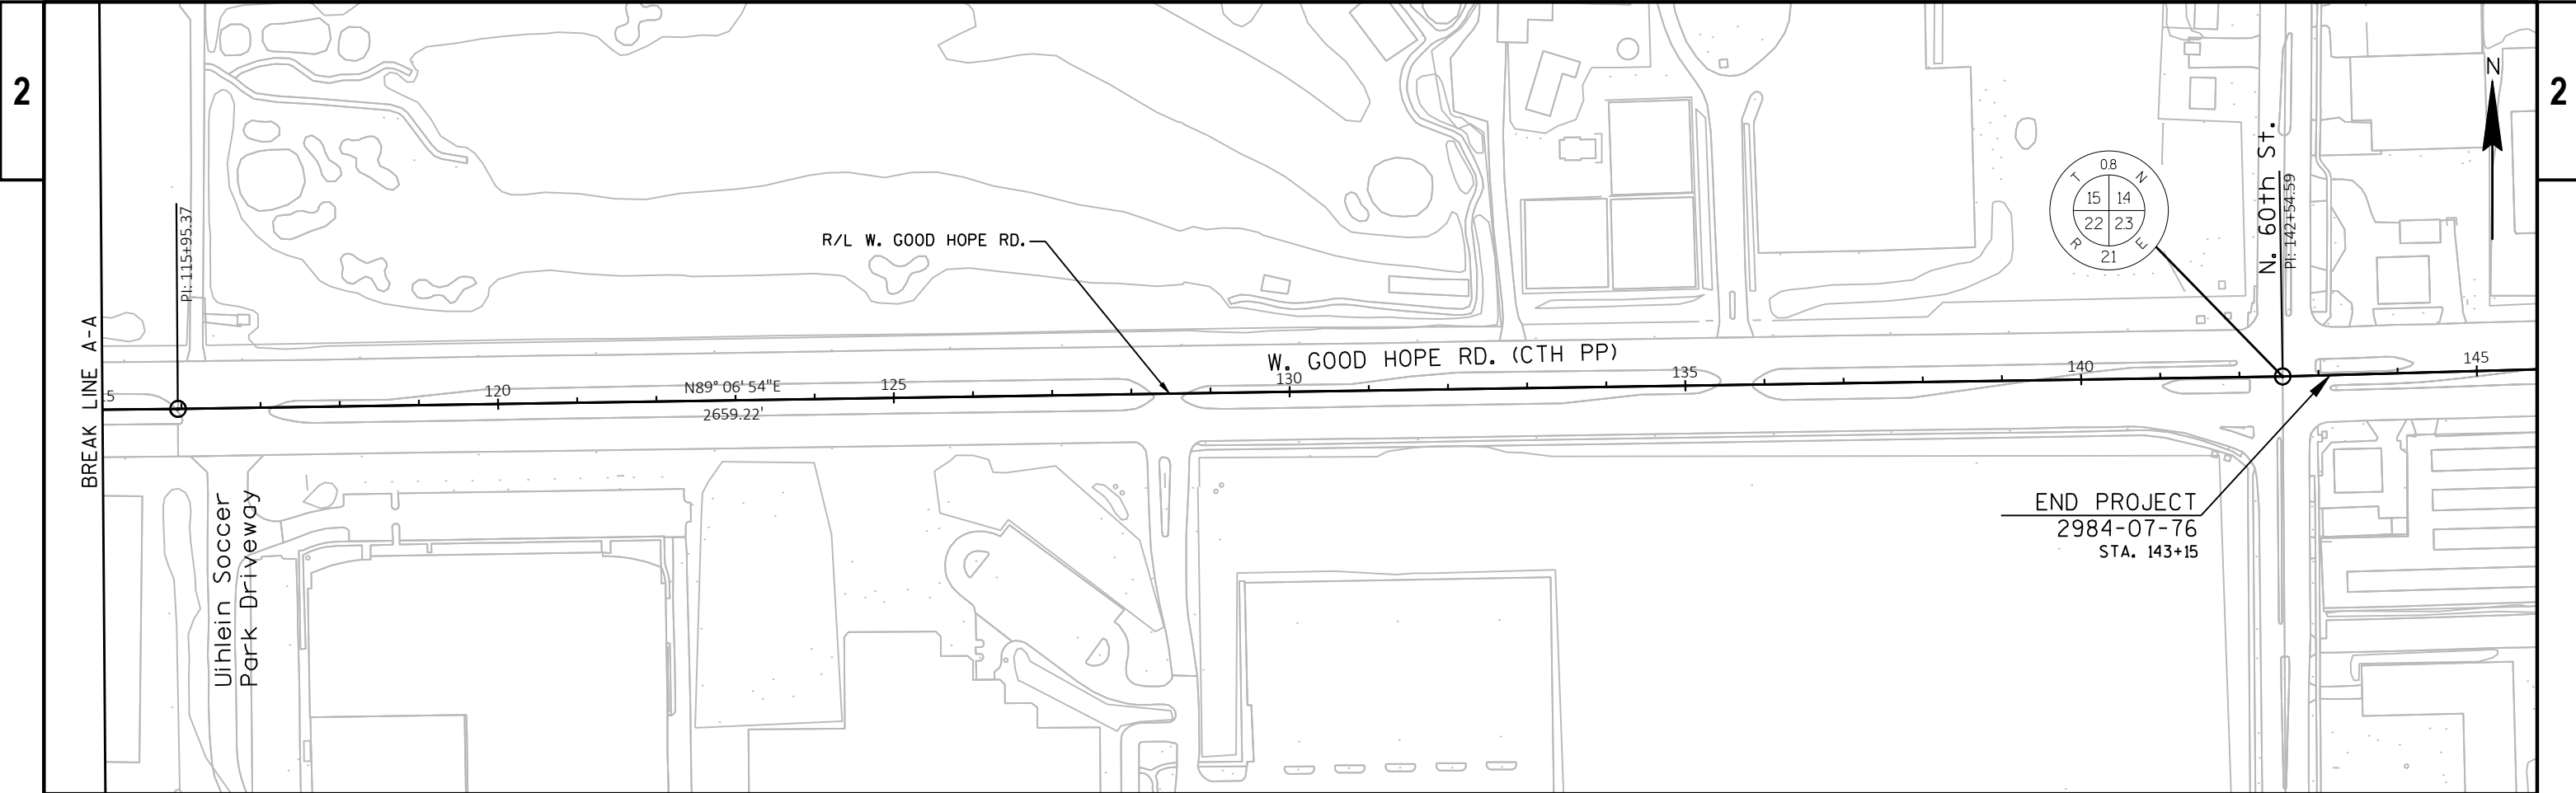 2
2
N
BREAK LINE A-A
PI: 115+95.37
R/L W. GOOD HOPE RD.
T 08 N
15 14
22 23
R 21 E
N. 60th St.
PI: 142+54.59
W. GOOD HOPE RD. (CTH PP)
5
120
N89° 06' 54"E
2659.22'
125
130
135
140
145
Uihlein Soccer
Park Driveway
END PROJECT
2984-07-76
STA. 143+15